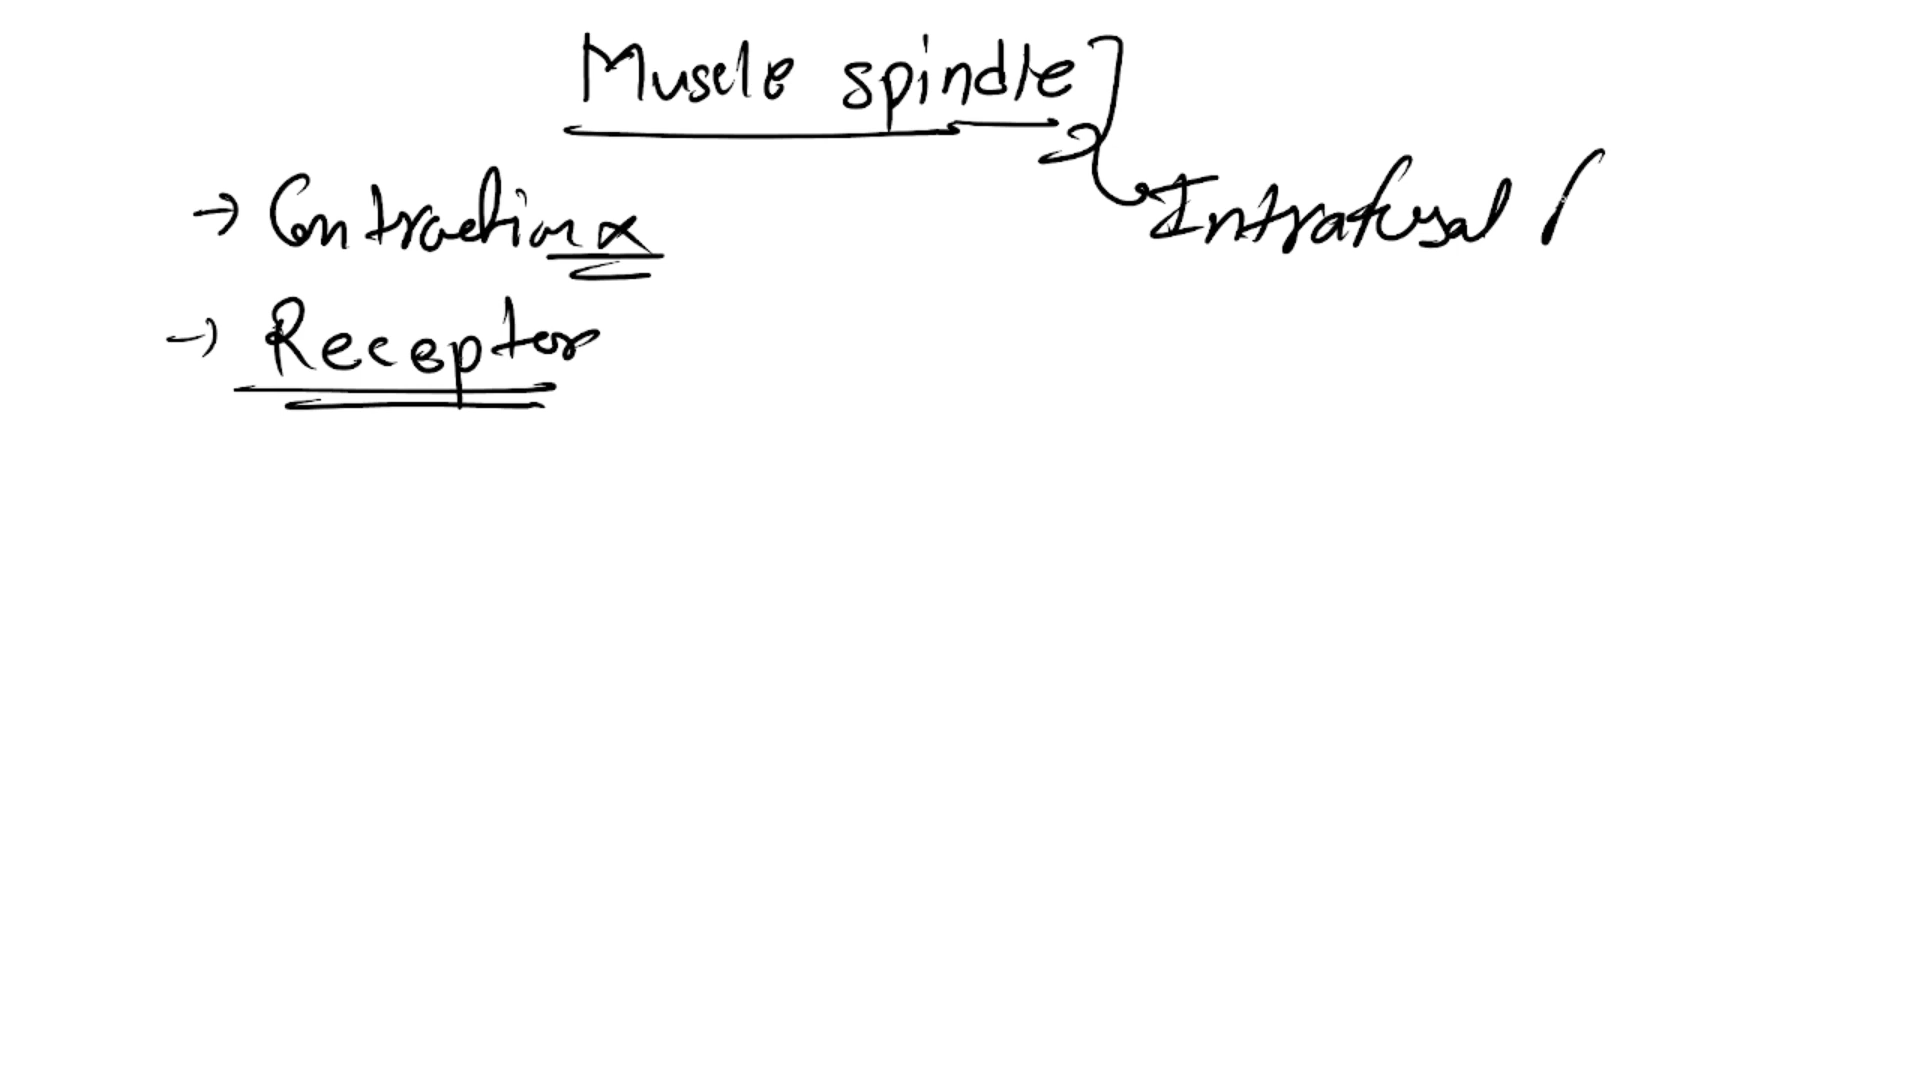 Muscle spindle]
→ Contraction x
Intrafusal (
→ Receptor